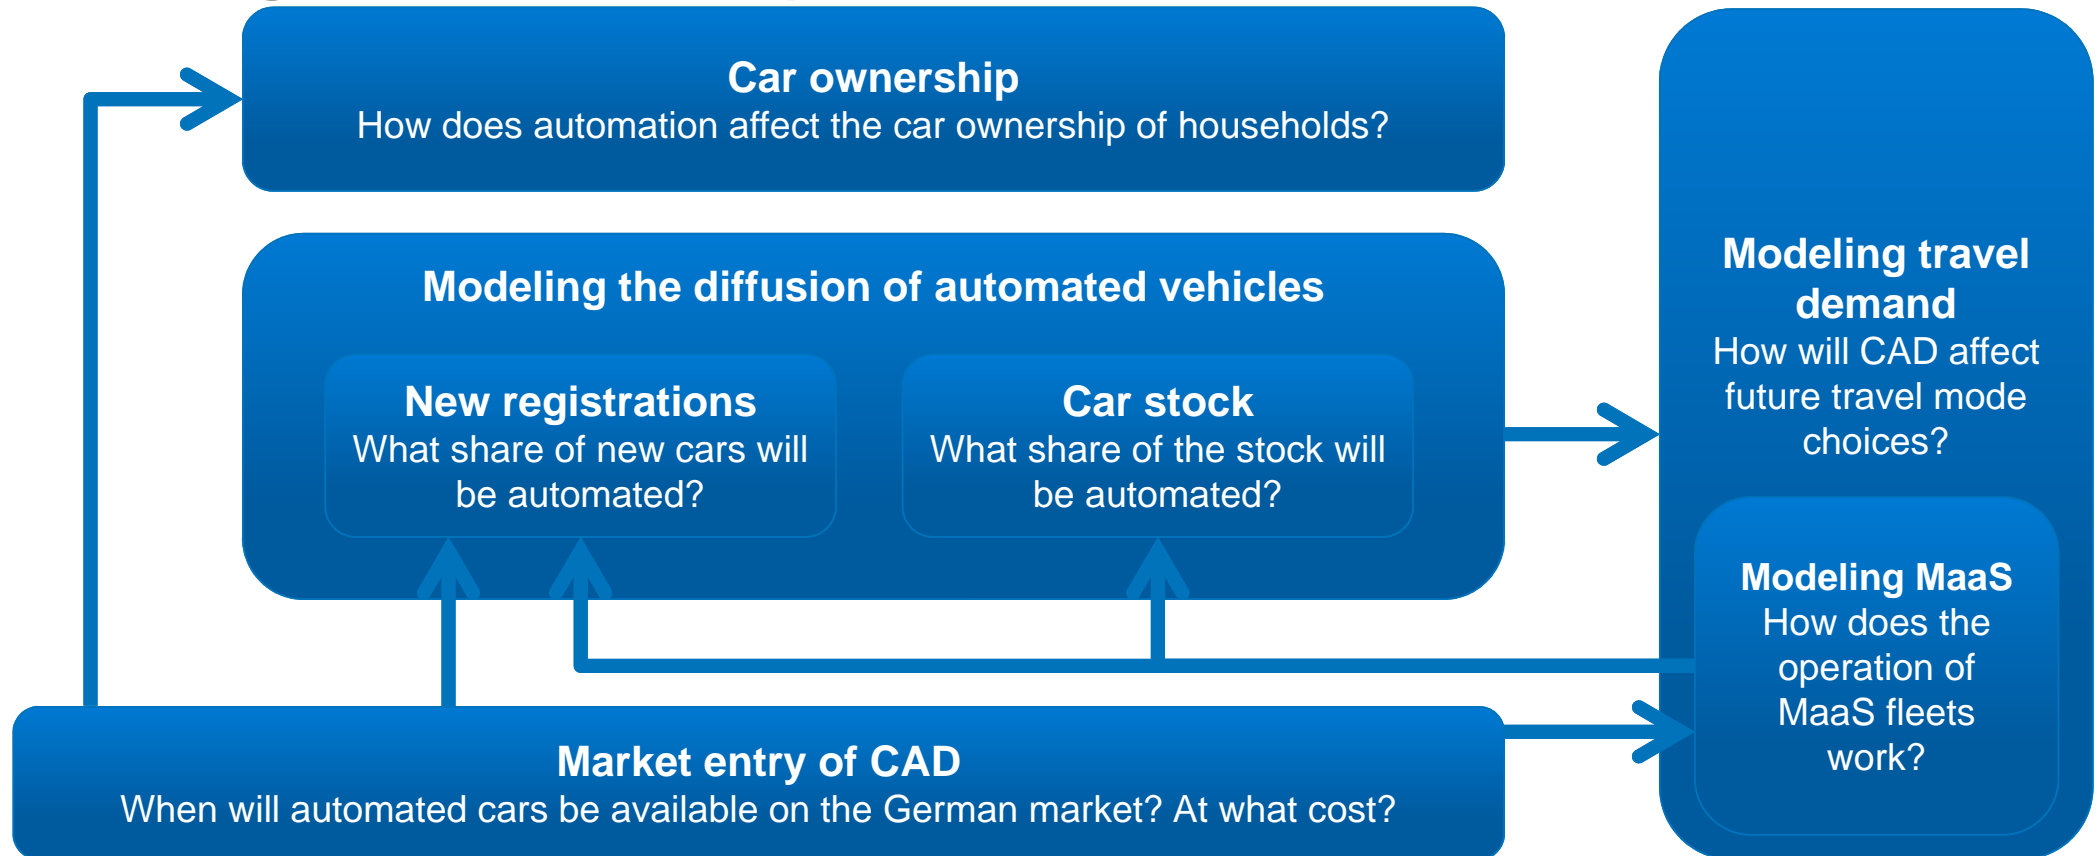 Car ownership
How does automation affect the car ownership of households?
Modeling the diffusion of automated vehicles
New registrations
What share of new cars will
be automated?
Car stock
What share of the stock will
be automated?
Modeling travel
demand
How will CAD affect
future travel mode
choices?
Modeling MaaS
How does the
operation of
MaaS fleets
work?
Market entry of CAD
When will automated cars be available on the German market? At what cost?